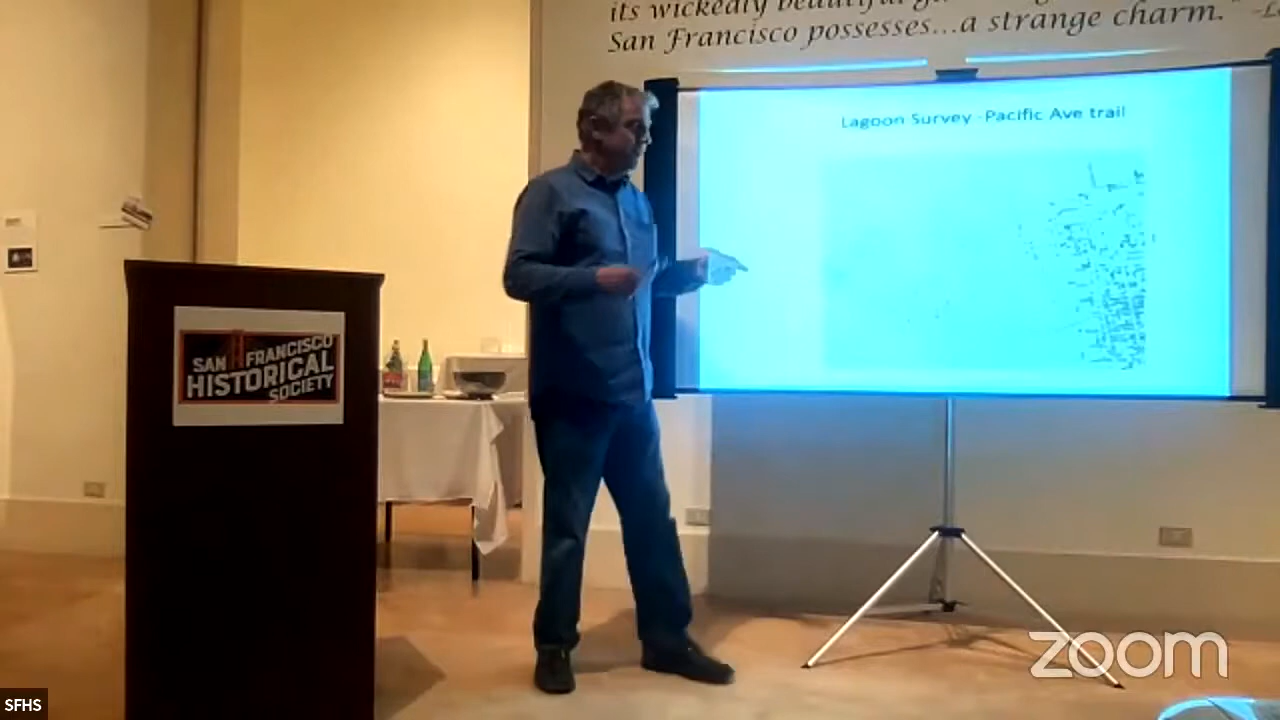 its wickedly beautiful
San Francisco possesses...a strange charm."
Lagoon Survey -Pacific Ave trail
SAN FRANCISCO
HISTORICAL
SOCIETY
zoom
SFHS